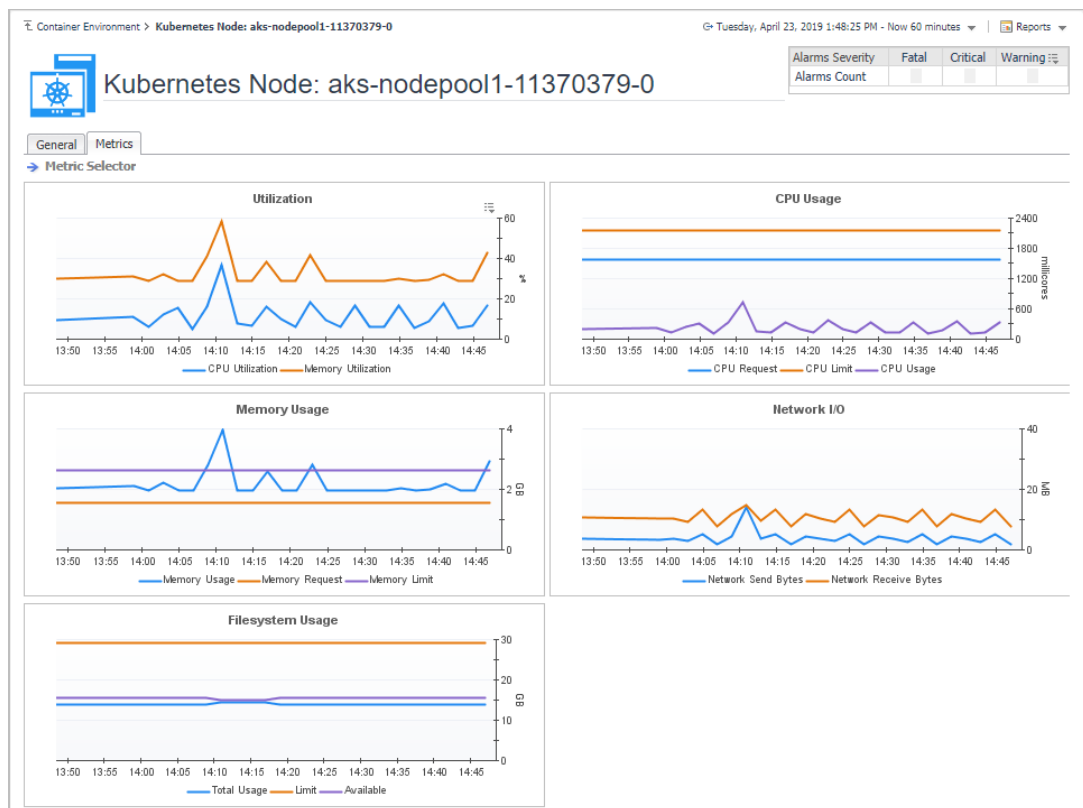 Container Environment > Kubernetes Node: aks-nodepool1-11370379-0
Tuesday, April 23, 2019 1:48:25 PM - Now 60 minutes
Reports
Kubernetes Node: aks-nodepool1-11370379-0
Alarms Severity Fatal Critical Warning
Alarms Count
General Metrics
Metric Selector
Utilization
60
40
%
20
0
13:50 13:55 14:00 14:05 14:10 14:15 14:20 14:25 14:30 14:35 14:40 14:45
CPU Utilization Memory Utilization
CPU Usage
2400
1800
millicores
1200
600
0
13:50 13:55 14:00 14:05 14:10 14:15 14:20 14:25 14:30 14:35 14:40 14:45
CPU Request CPU Limit CPU Usage
Memory Usage
4
2
GB
0
13:50 13:55 14:00 14:05 14:10 14:15 14:20 14:25 14:30 14:35 14:40 14:45
Memory Usage Memory Request Memory Limit
Network I/O
40
20
MB
0
13:50 13:55 14:00 14:05 14:10 14:15 14:20 14:25 14:30 14:35 14:40 14:45
Network Send Bytes Network Receive Bytes
Filesystem Usage
30
20
GB
10
0
13:50 13:55 14:00 14:05 14:10 14:15 14:20 14:25 14:30 14:35 14:40 14:45
Total Usage Limit Available